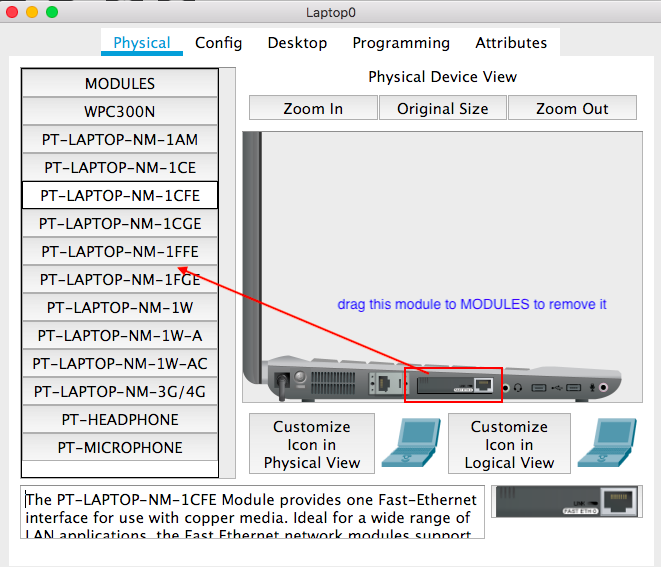 Laptop0
Physical
Config
Desktop
Programming
Attributes
MODULES
WPC300N
PT-LAPTOP-NM-1AM
PT-LAPTOP-NM-1CE
PT-LAPTOP-NM-1CFE
PT-LAPTOP-NM-1CGE
PT-LAPTOP-NM-1FFE
PT-LAPTOP-NM-1FGE
PT-LAPTOP-NM-1W
PT-LAPTOP-NM-1W-A
PT-LAPTOP-NM-1W-AC
PT-LAPTOP-NM-3G/4G
PT-HEADPHONE
PT-MICROPHONE
Physical Device View
Zoom In
Original Size
Zoom Out
drag this module to MODULES to remove it
FAST ETH 0
Customize
Icon in
Physical View
Customize
Icon in
Logical View
The PT-LAPTOP-NM-1CFE Module provides one Fast-Ethernet
interface for use with copper media. Ideal for a wide range of
LAN applications, the Fast Ethernet network modules support
LINK
FAST ETH 0